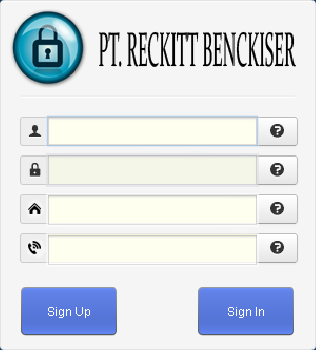 PT. RECKITT BENCKISER
Sign Up
Sign In